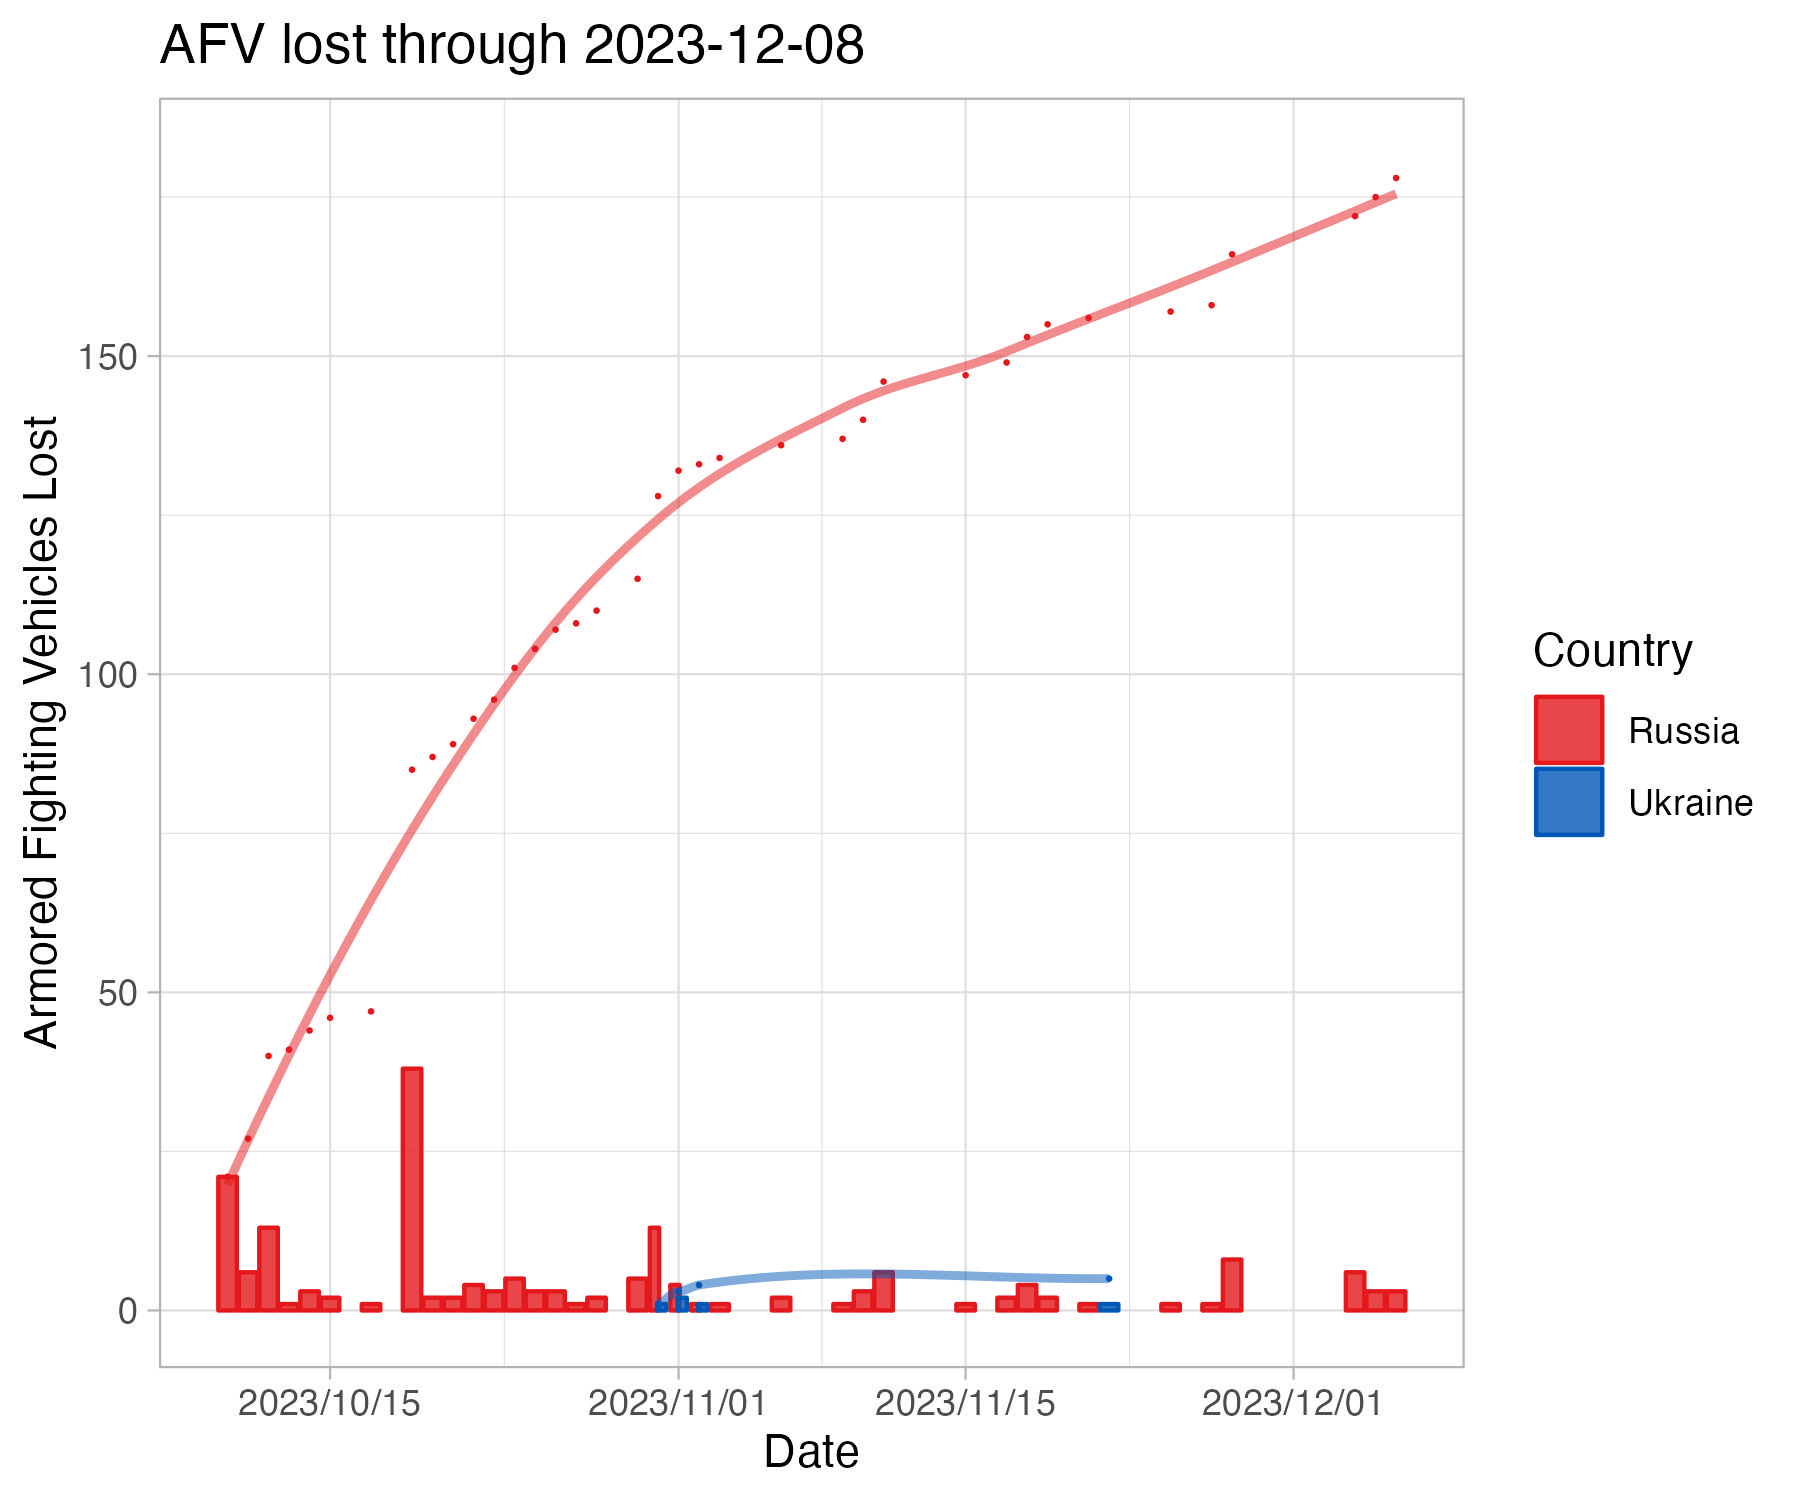 AFV lost through 2023-12-08
Armored Fighting Vehicles Lost
150
100
50
0
2023/10/15
2023/11/01
2023/11/15
2023/12/01
Date
Country
Russia
Ukraine